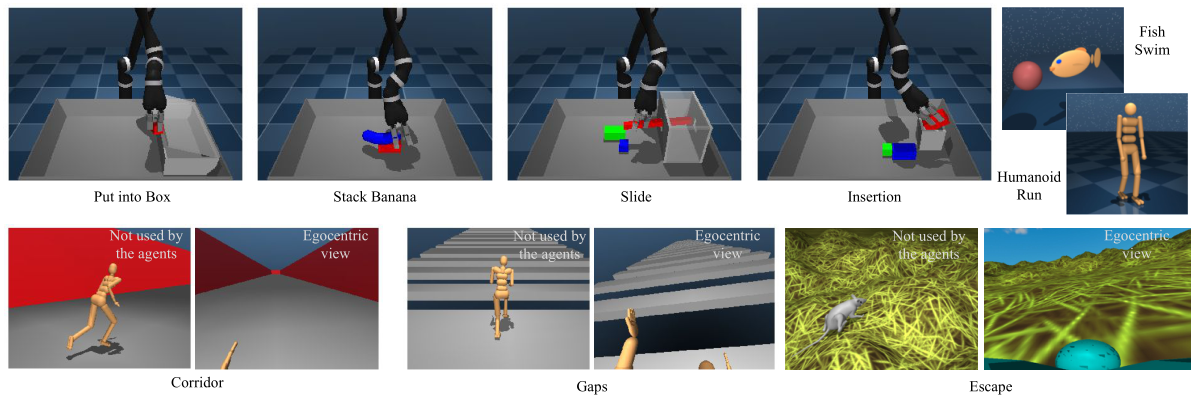 Fish
Swim
Humanoid
Run
Put into Box
Stack Banana
Slide
Insertion
Not used by
the agents
Egocentric
view
Not used by
the agents
Egocentric
view
Not used by
the agents
Egocentric
view
Corridor
Gaps
Escape